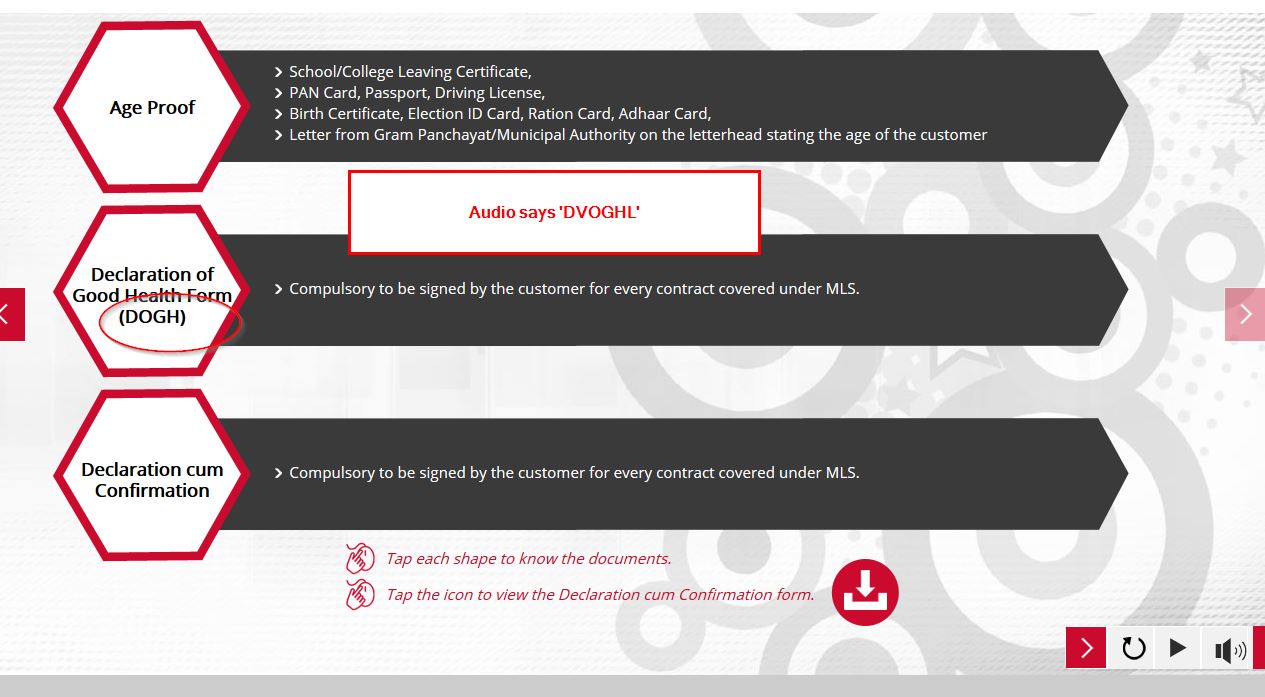 Age Proof
School/College Leaving Certificate,
PAN Card, Passport, Driving License,
Birth Certificate, Election ID Card, Ration Card, Adhaar Card,
Letter from Gram Panchayat/Municipal Authority on the letterhead stating the age of the customer
Audio says 'DVOGHL'
Declaration of
Good Health Form
(DOGH)
Compulsory to be signed by the customer for every contract covered under MLS.
Declaration cum
Confirmation
Compulsory to be signed by the customer for every contract covered under MLS.
Tap each shape to know the documents.
Tap the icon to view the Declaration cum Confirmation form.